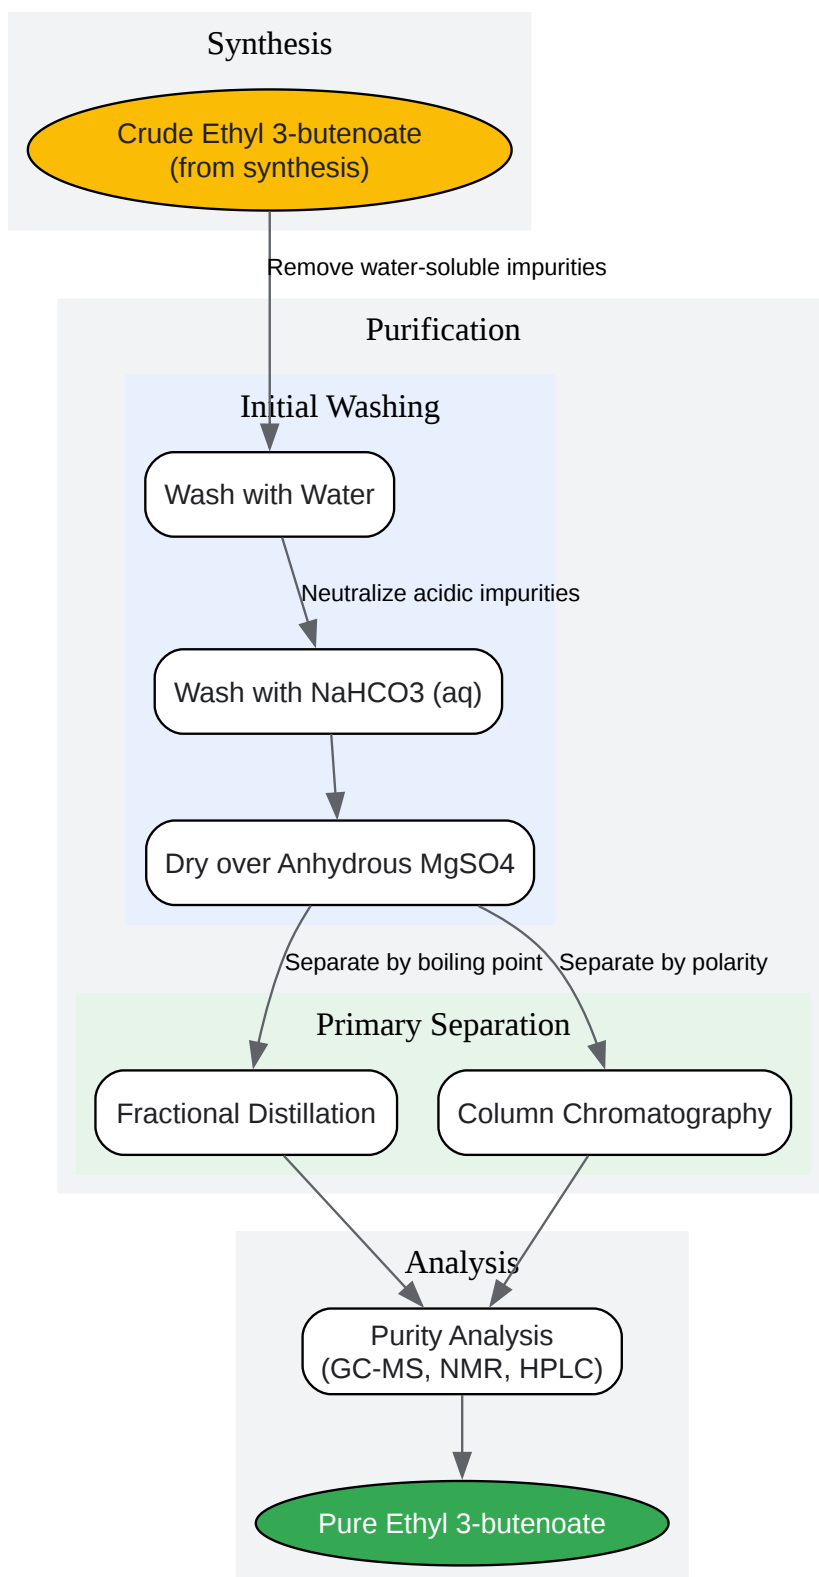 Synthesis
Crude Ethyl 3-butenoate
(from synthesis)
Remove water-soluble impurities
Purification
Initial Washing
Wash with Water
Neutralize acidic impurities
Wash with NaHCO3 (aq)
Dry over Anhydrous MgSO4
Separate by boiling point
Separate by polarity
Primary Separation
Fractional Distillation
Column Chromatography
Analysis
Purity Analysis
(GC-MS, NMR, HPLC)
Pure Ethyl 3-butenoate